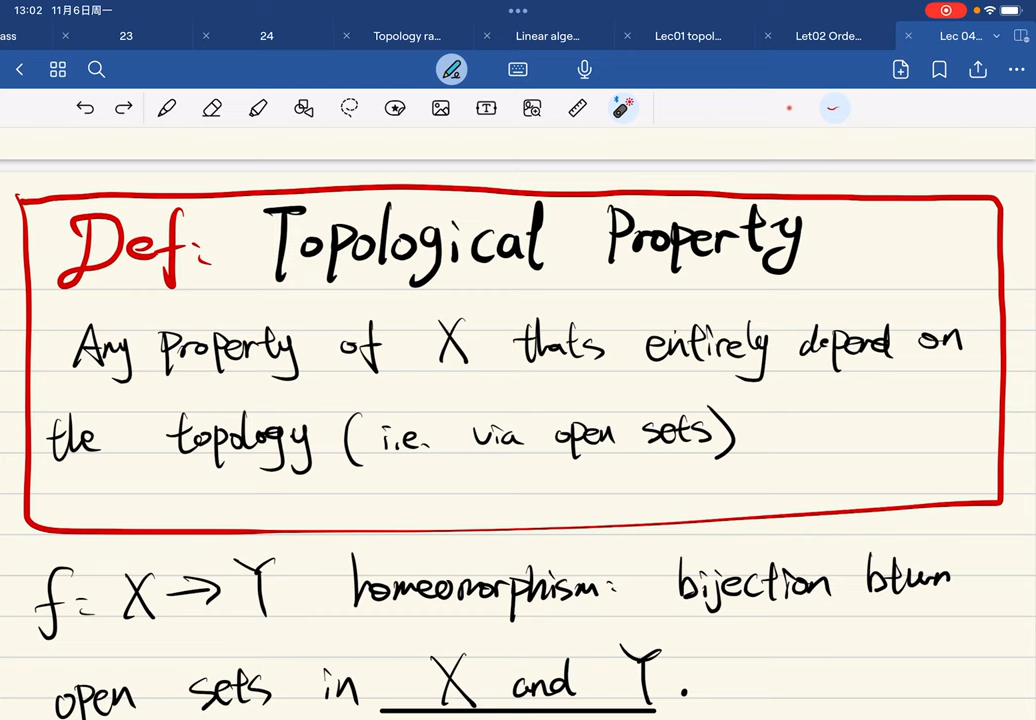 13:02 11月6日周一
ass 23 24 Topology ra... Linear alge... Lec01 topol... Let02 Orde... Lec 04...
Def: Topological Property
Any property of X thats entirely depend on
the topology (i.e. via open sets)
f: X → Y homeomorphism: bijection btwn
open sets in X and Y.